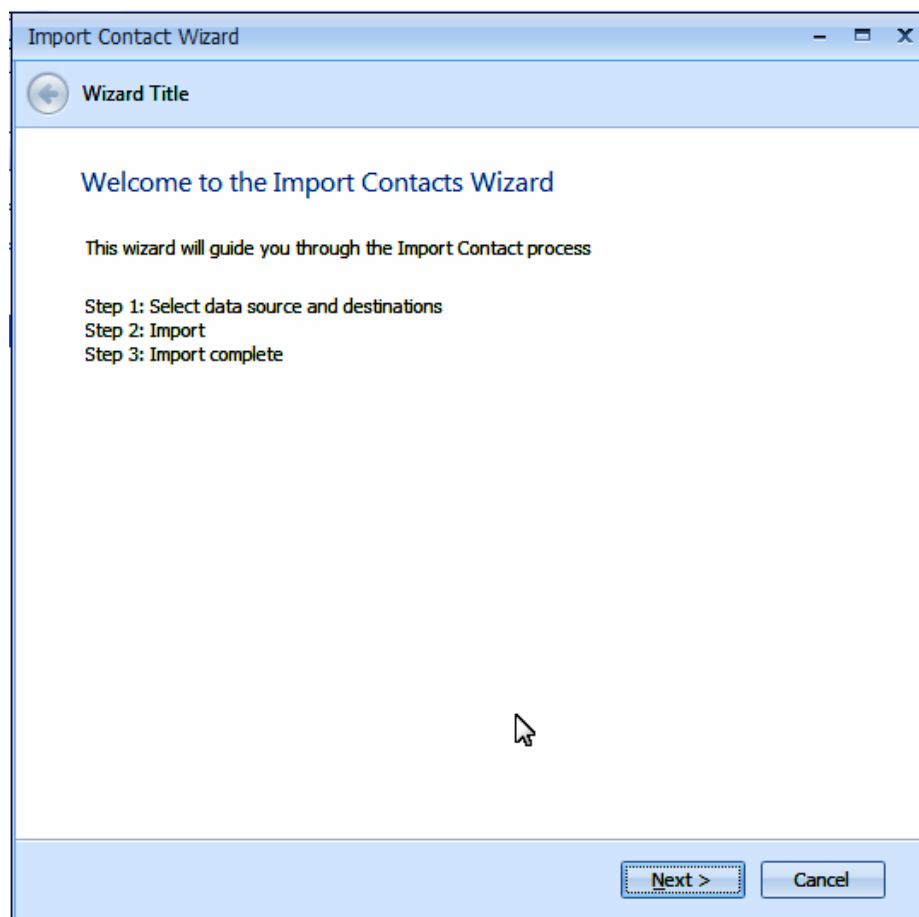 Import Contact Wizard
Wizard Title
Welcome to the Import Contacts Wizard
This wizard will guide you through the Import Contact process
Step 1: Select data source and destinations
Step 2: Import
Step 3: Import complete
Next >
Cancel